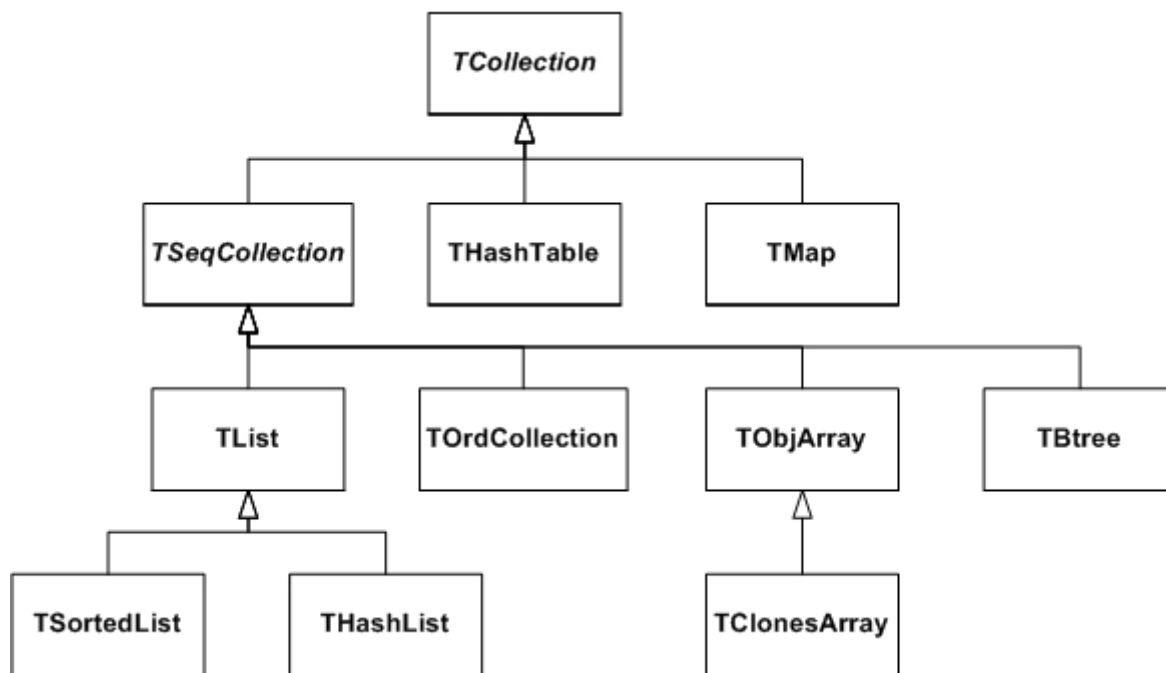 TCollection
TSeqCollection
THashTable
TMap
TList
TOrdCollection
TObjArray
TBtree
TSortedList
THashList
TClonesArray